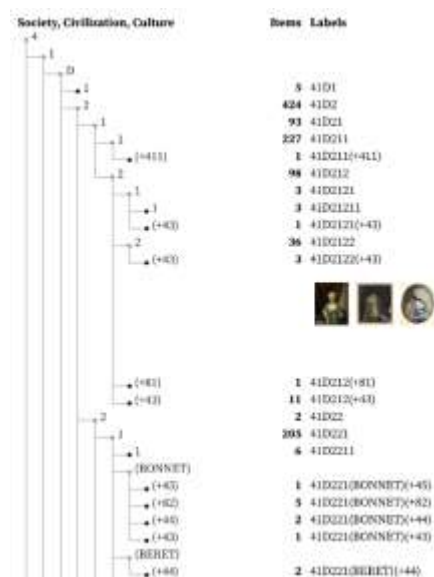 Society, Civilization, Culture Items Labels
4
1
D
1 5 41D1
2 424 41D2
1 93 41D21
1 227 41D211
(+411) 1 41D211(+411)
2 98 41D212
1 3 41D2121
1 3 41D21211
(+43) 1 41D2121(+43)
2 36 41D2122
(+43) 3 41D2122(+43)
(+81) 1 41D212(+81)
(+43) 11 41D212(+43)
2 2 41D22
1 205 41D221
1 6 41D2211
(BONNET)
(+45) 1 41D221(BONNET)(+45)
(+82) 5 41D221(BONNET)(+82)
(+44) 2 41D221(BONNET)(+44)
(+43) 1 41D221(BONNET)(+43)
(BERET)
(+44) 2 41D221(BERET)(+44)